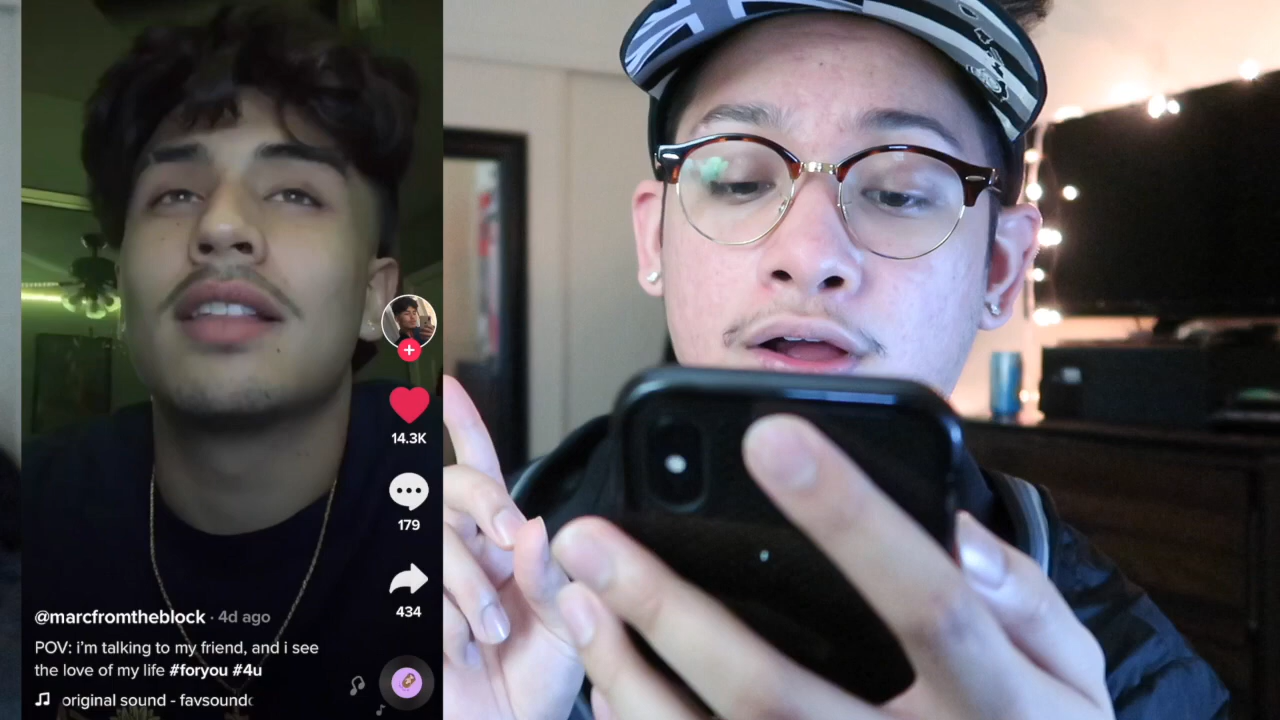 14.3K
179
434
@marcfromtheblock · 4d ago
POV: i'm talking to my friend, and i see
the love of my life #foryou #4u
original sound - favsound